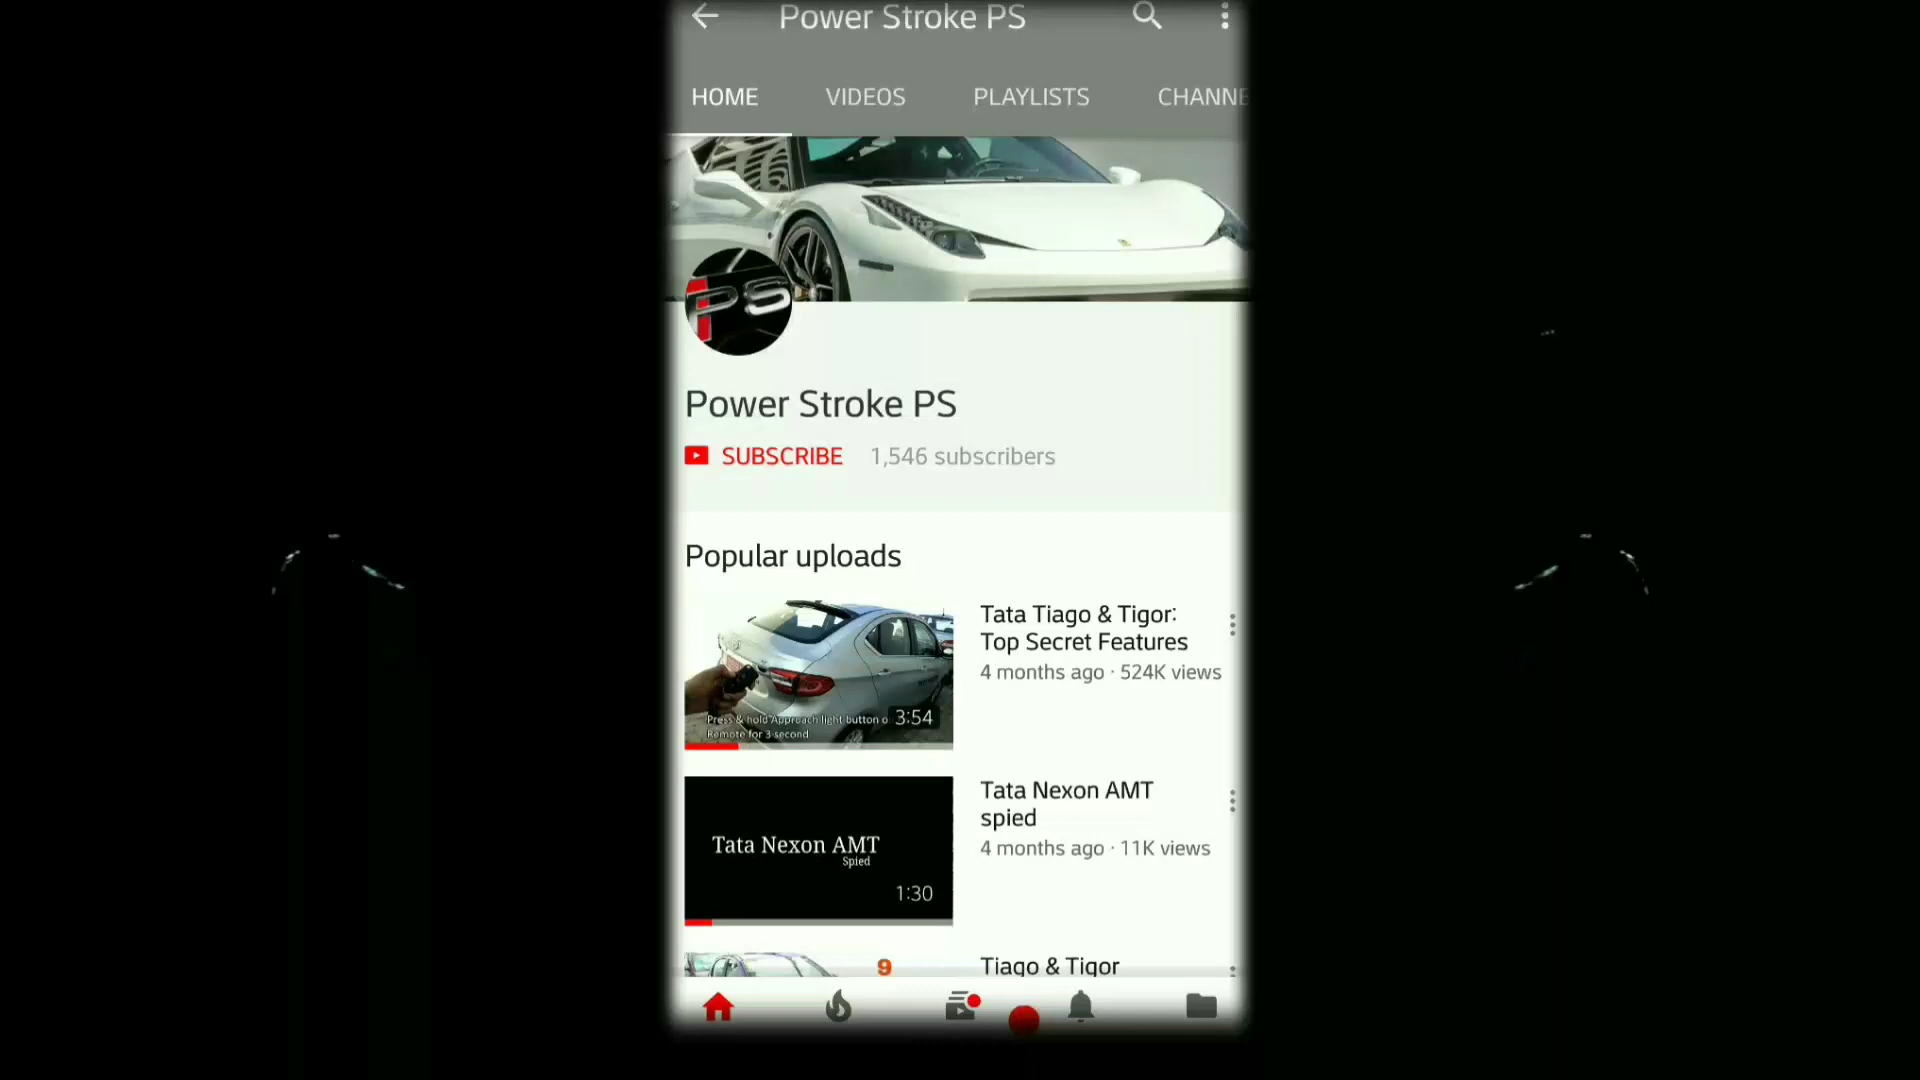 Power Stroke PS
HOME VIDEOS PLAYLISTS CHANNE
PS
Power Stroke PS
SUBSCRIBE 1,546 subscribers
Popular uploads
Press & hold Approach light button o
Remote for 3 second
3:54
Tata Tiago & Tigor:
Top Secret Features
4 months ago · 524K views
Tata Nexon AMT
Spied
1:30
Tata Nexon AMT
spied
4 months ago · 11K views
9
Tiago & Tigor